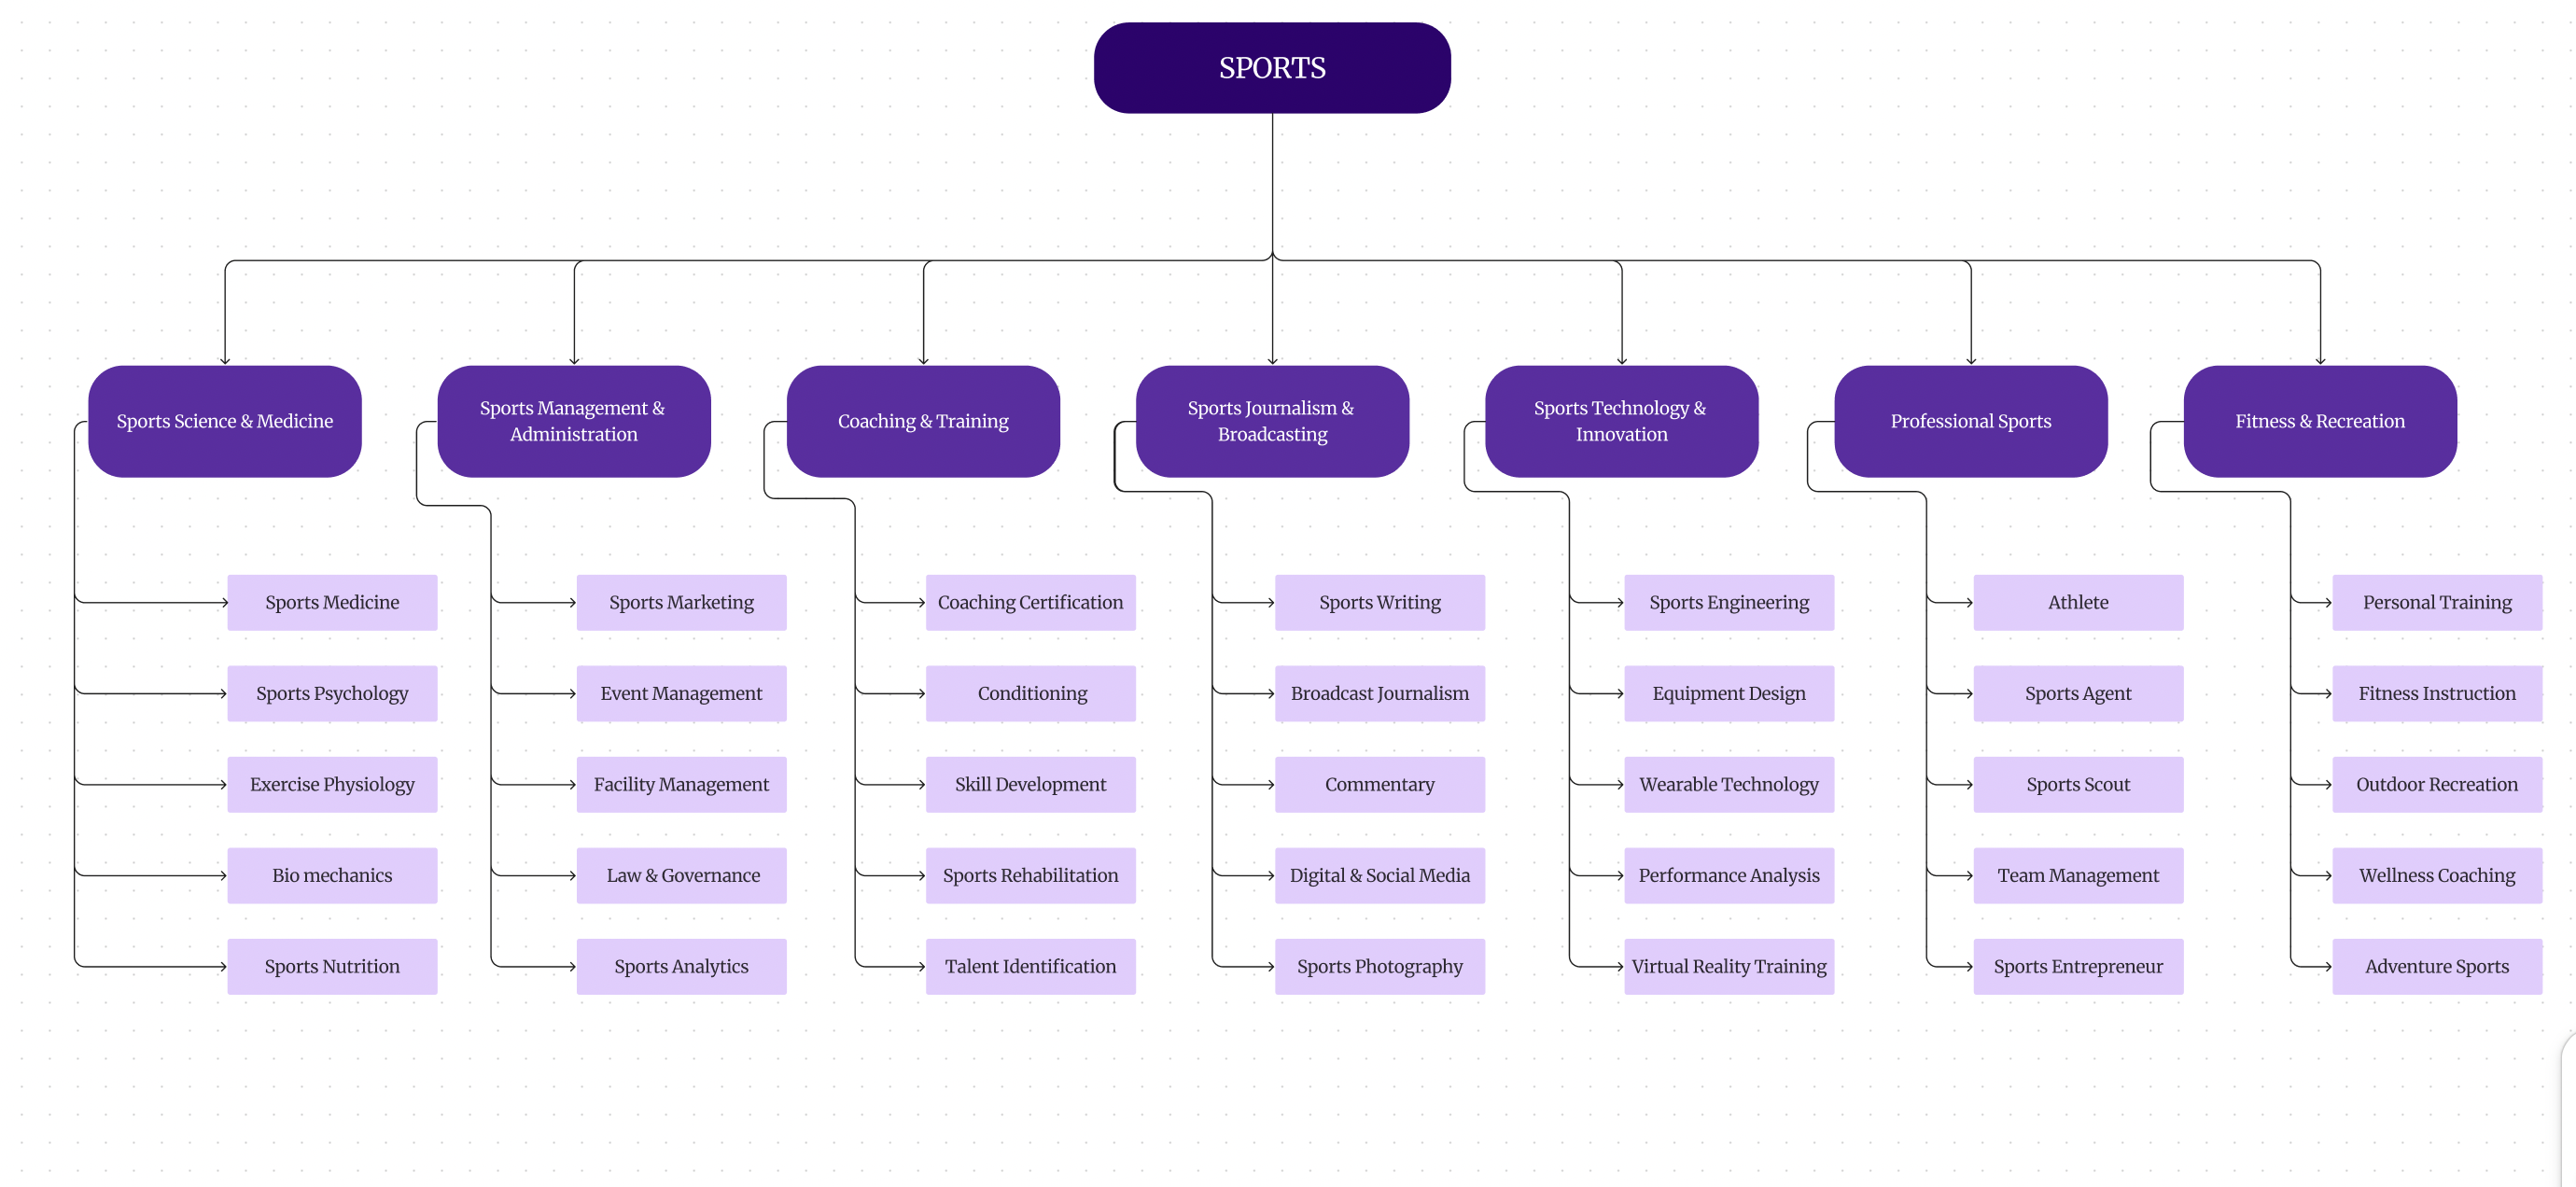 SPORTS
Sports Science & Medicine
Sports Management &
Administration
Coaching & Training
Sports Journalism &
Broadcasting
Sports Technology &
Innovation
Professional Sports
Fitness & Recreation
Sports Medicine
Sports Marketing
Coaching Certification
Sports Writing
Sports Engineering
Athlete
Personal Training
Sports Psychology
Event Management
Conditioning
Broadcast Journalism
Equipment Design
Sports Agent
Fitness Instruction
Exercise Physiology
Facility Management
Skill Development
Commentary
Wearable Technology
Sports Scout
Outdoor Recreation
Bio mechanics
Law & Governance
Sports Rehabilitation
Digital & Social Media
Performance Analysis
Team Management
Wellness Coaching
Sports Nutrition
Sports Analytics
Talent Identification
Sports Photography
Virtual Reality Training
Sports Entrepreneur
Adventure Sports